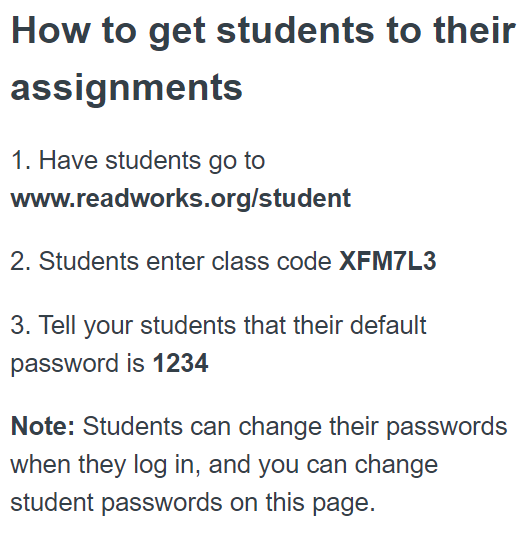 How to get students to their
assignments
1. Have students go to
www.readworks.org/student
2. Students enter class code XFM7L3
3. Tell your students that their default
password is 1234
Note: Students can change their passwords
when they log in, and you can change
student passwords on this page.